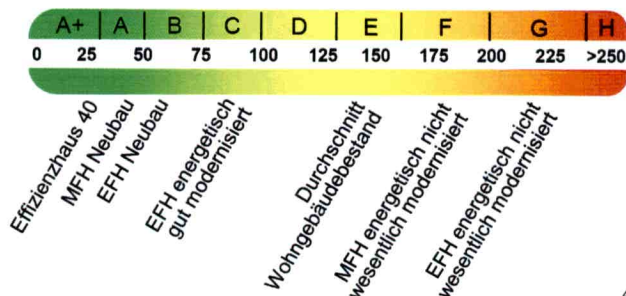 A+ A B C D E F G H
0 25 50 75 100 125 150 175 200 225 >250
Effizienzhaus 40
MFH Neubau
EFH Neubau
EFH energetisch
gut modernisiert
Durchschnitt
Wohngebäudebestand
MFH energetisch nicht
wesentlich modernisiert
EFH energetisch nicht
wesentlich modernisiert